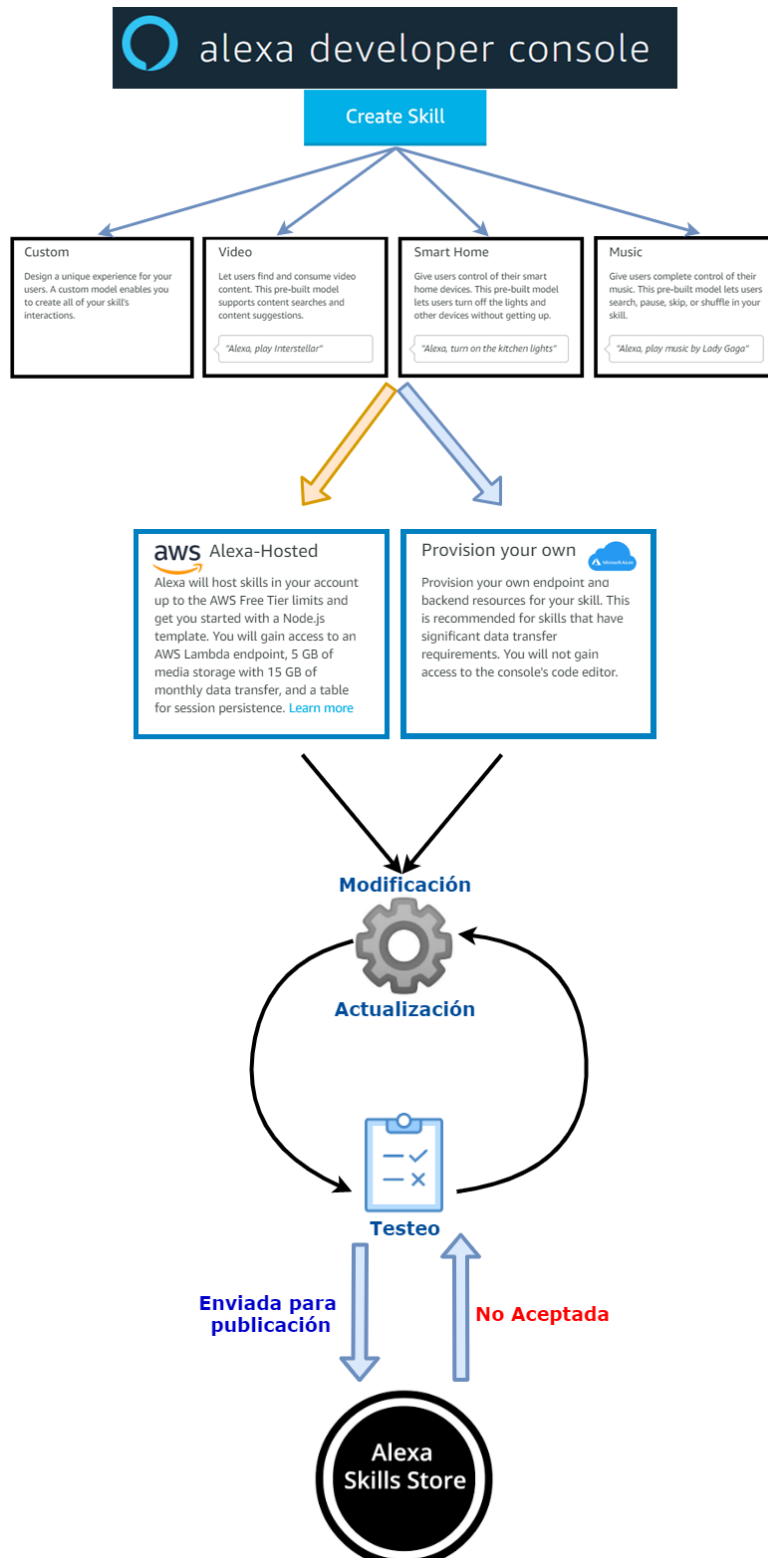 alexa developer console
Create Skill
Custom
Design a unique experience for your
users. A custom model enables you
to create all of your skill's
interactions.
Video
Let users find and consume video
content. This pre-built model
supports content searches and
content suggestions.
"Alexa, play Interstellar"
Smart Home
Give users control of their smart
home devices. This pre-built model
lets users turn off the lights and
other devices without getting up.
"Alexa, turn on the kitchen lights"
Music
Give users complete control of their
music. This pre-built model lets users
search, pause, skip, or shuffle in your
skill.
"Alexa, play music by Lady Gaga"
aws Alexa-Hosted
Alexa will host skills in your account
up to the AWS Free Tier limits and
get you started with a Node.js
template. You will gain access to an
AWS Lambda endpoint, 5 GB of
media storage with 15 GB of
monthly data transfer, and a table
for session persistence. Learn more
Provision your own
Microsoft Azure
Provision your own endpoint and
backend resources for your skill. This
is recommended for skills that have
significant data transfer
requirements. You will not gain
access to the console's code editor.
Modificación
Actualización
Testeo
Enviada para
publicación
No Aceptada
Alexa
Skills Store